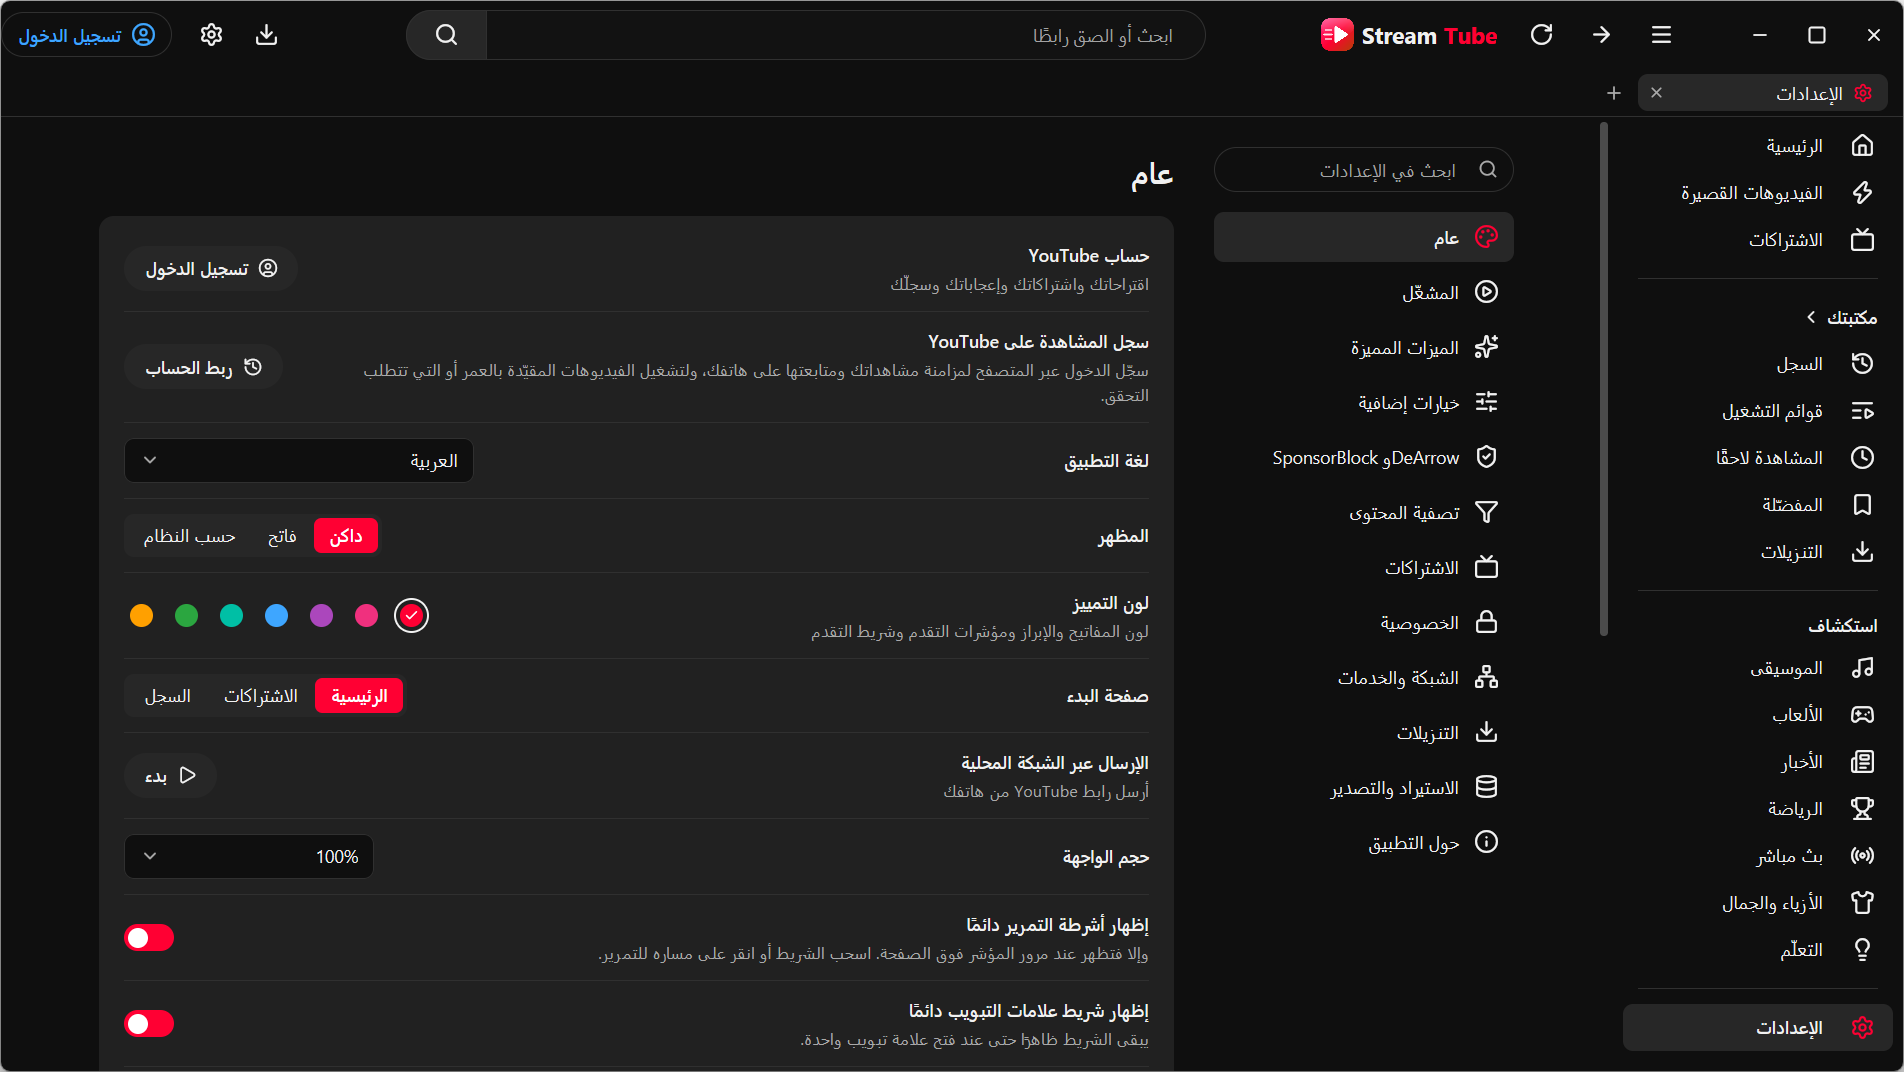 Stream Tube
ابحث أو الصق رابطًا
تسجيل الدخول
الإعدادات
الرئيسية
الفيديوهات القصيرة
الاشتراكات
مكتبتك
السجل
قوائم التشغيل
المشاهدة لاحقًا
المفضّلة
التنزيلات
استكشاف
الموسيقى
الألعاب
الأخبار
الرياضة
بث مباشر
الأزياء والجمال
التعلّم
الإعدادات
ابحث في الإعدادات
عام
المشغّل
الميزات المميزة
خيارات إضافية
SponsorBlock وDeArrow
تصفية المحتوى
الاشتراكات
الخصوصية
الشبكة والخدمات
التنزيلات
الاستيراد والتصدير
حول التطبيق
عام
حساب YouTube
اقتراحاتك واشتراكاتك وإعجاباتك وسجلّك
تسجيل الدخول
سجل المشاهدة على YouTube
سجّل الدخول عبر المتصفح لمزامنة مشاهداتك ومتابعتها على هاتفك، ولتشغيل الفيديوهات المقيّدة بالعمر أو التي تتطلب
التحقق.
ربط الحساب
لغة التطبيق
العربية
المظهر
داكن
فاتح
حسب النظام
لون التمييز
لون المفاتيح والإبراز ومؤشرات التقدم وشريط التقدم
صفحة البدء
الرئيسية
الاشتراكات
السجل
الإرسال عبر الشبكة المحلية
أرسل رابط YouTube من هاتفك
بدء
حجم الواجهة
100%
إظهار أشرطة التمرير دائمًا
وإلا فتظهر عند مرور المؤشر فوق الصفحة. اسحب الشريط أو انقر على مساره للتمرير.
إظهار شريط علامات التبويب دائمًا
يبقى الشريط ظاهرًا حتى عند فتح علامة تبويب واحدة.